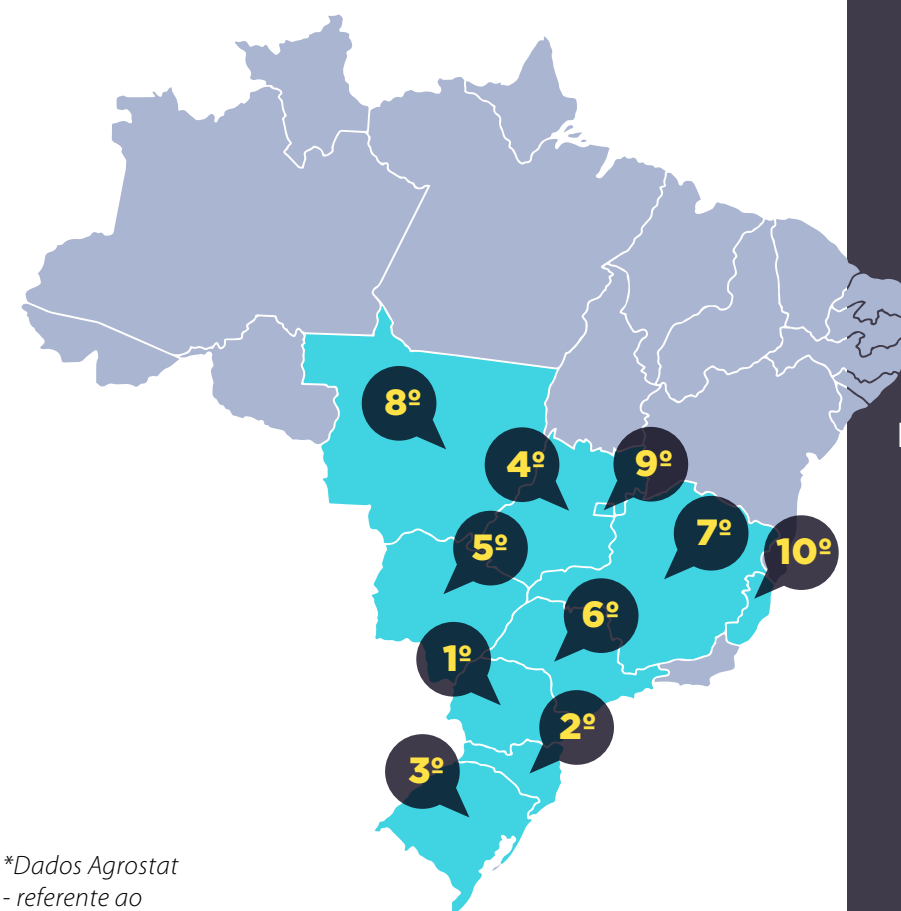 8º
4º
9º
7º
10º
5º
6º
1º
2º
3º
*Dados Agrostat
- referente ao